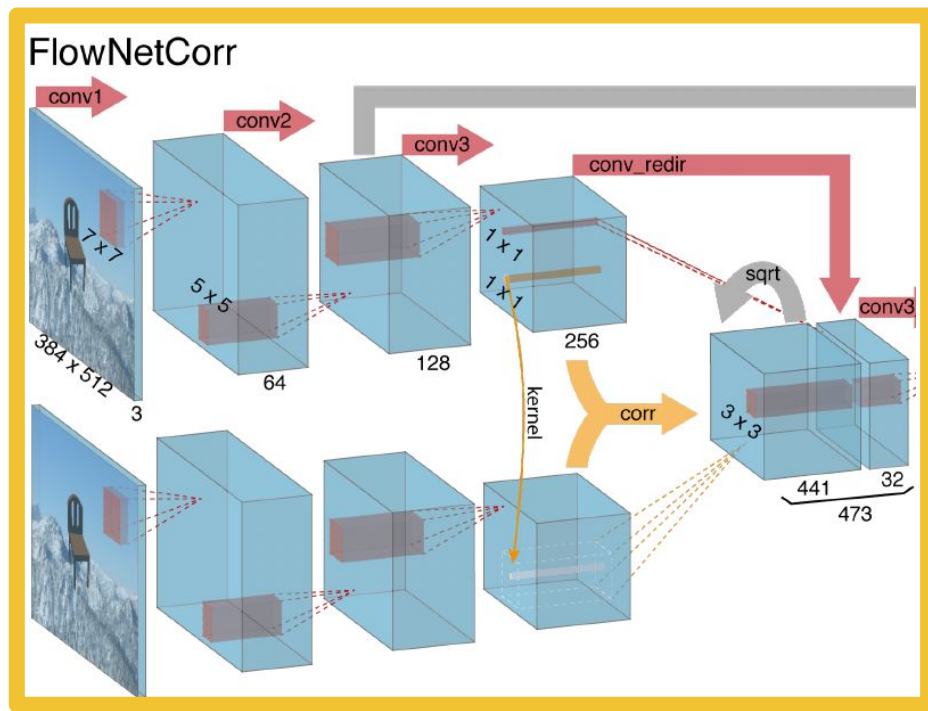 FlowNetCorr
conv1
conv2
conv3
conv_redir
sqrt
conv3
7 x 7
5 x 5
1 x 1
1 x 1
3 x 3
384 x 512
3
64
128
256
kernel
corr
441
32
473